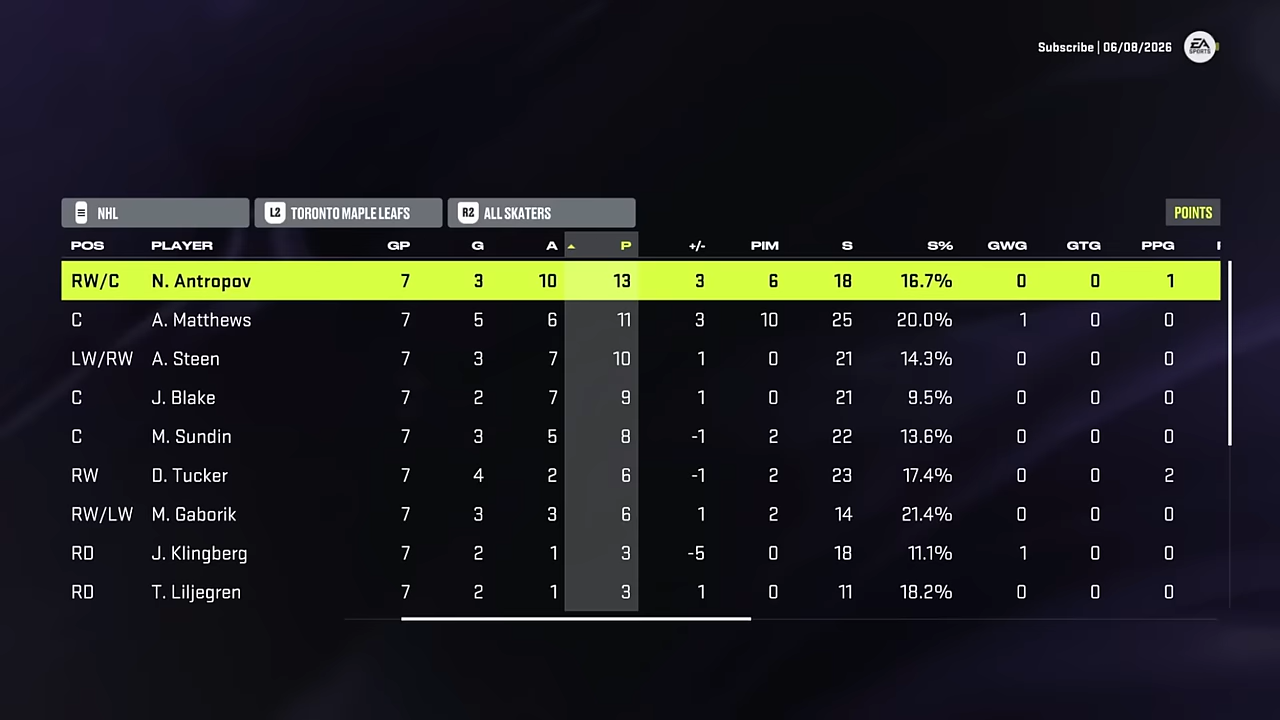 Subscribe | 06/08/2026
EA SPORTS
NHL L2 TORONTO MAPLE LEAFS R2 ALL SKATERS POINTS
POS PLAYER GP G A P +/- PIM S S% GWG GTG PPG
RW/C N. Antropov 7 3 10 13 3 6 18 16.7% 0 0 1
C A. Matthews 7 5 6 11 3 10 25 20.0% 1 0 0
LW/RW A. Steen 7 3 7 10 1 0 21 14.3% 0 0 0
C J. Blake 7 2 7 9 1 0 21 9.5% 0 0 0
C M. Sundin 7 3 5 8 -1 2 22 13.6% 0 0 0
RW D. Tucker 7 4 2 6 -1 2 23 17.4% 0 0 2
RW/LW M. Gaborik 7 3 3 6 1 2 14 21.4% 0 0 0
RD J. Klingberg 7 2 1 3 -5 0 18 11.1% 1 0 0
RD T. Liljegren 7 2 1 3 1 0 11 18.2% 0 0 0